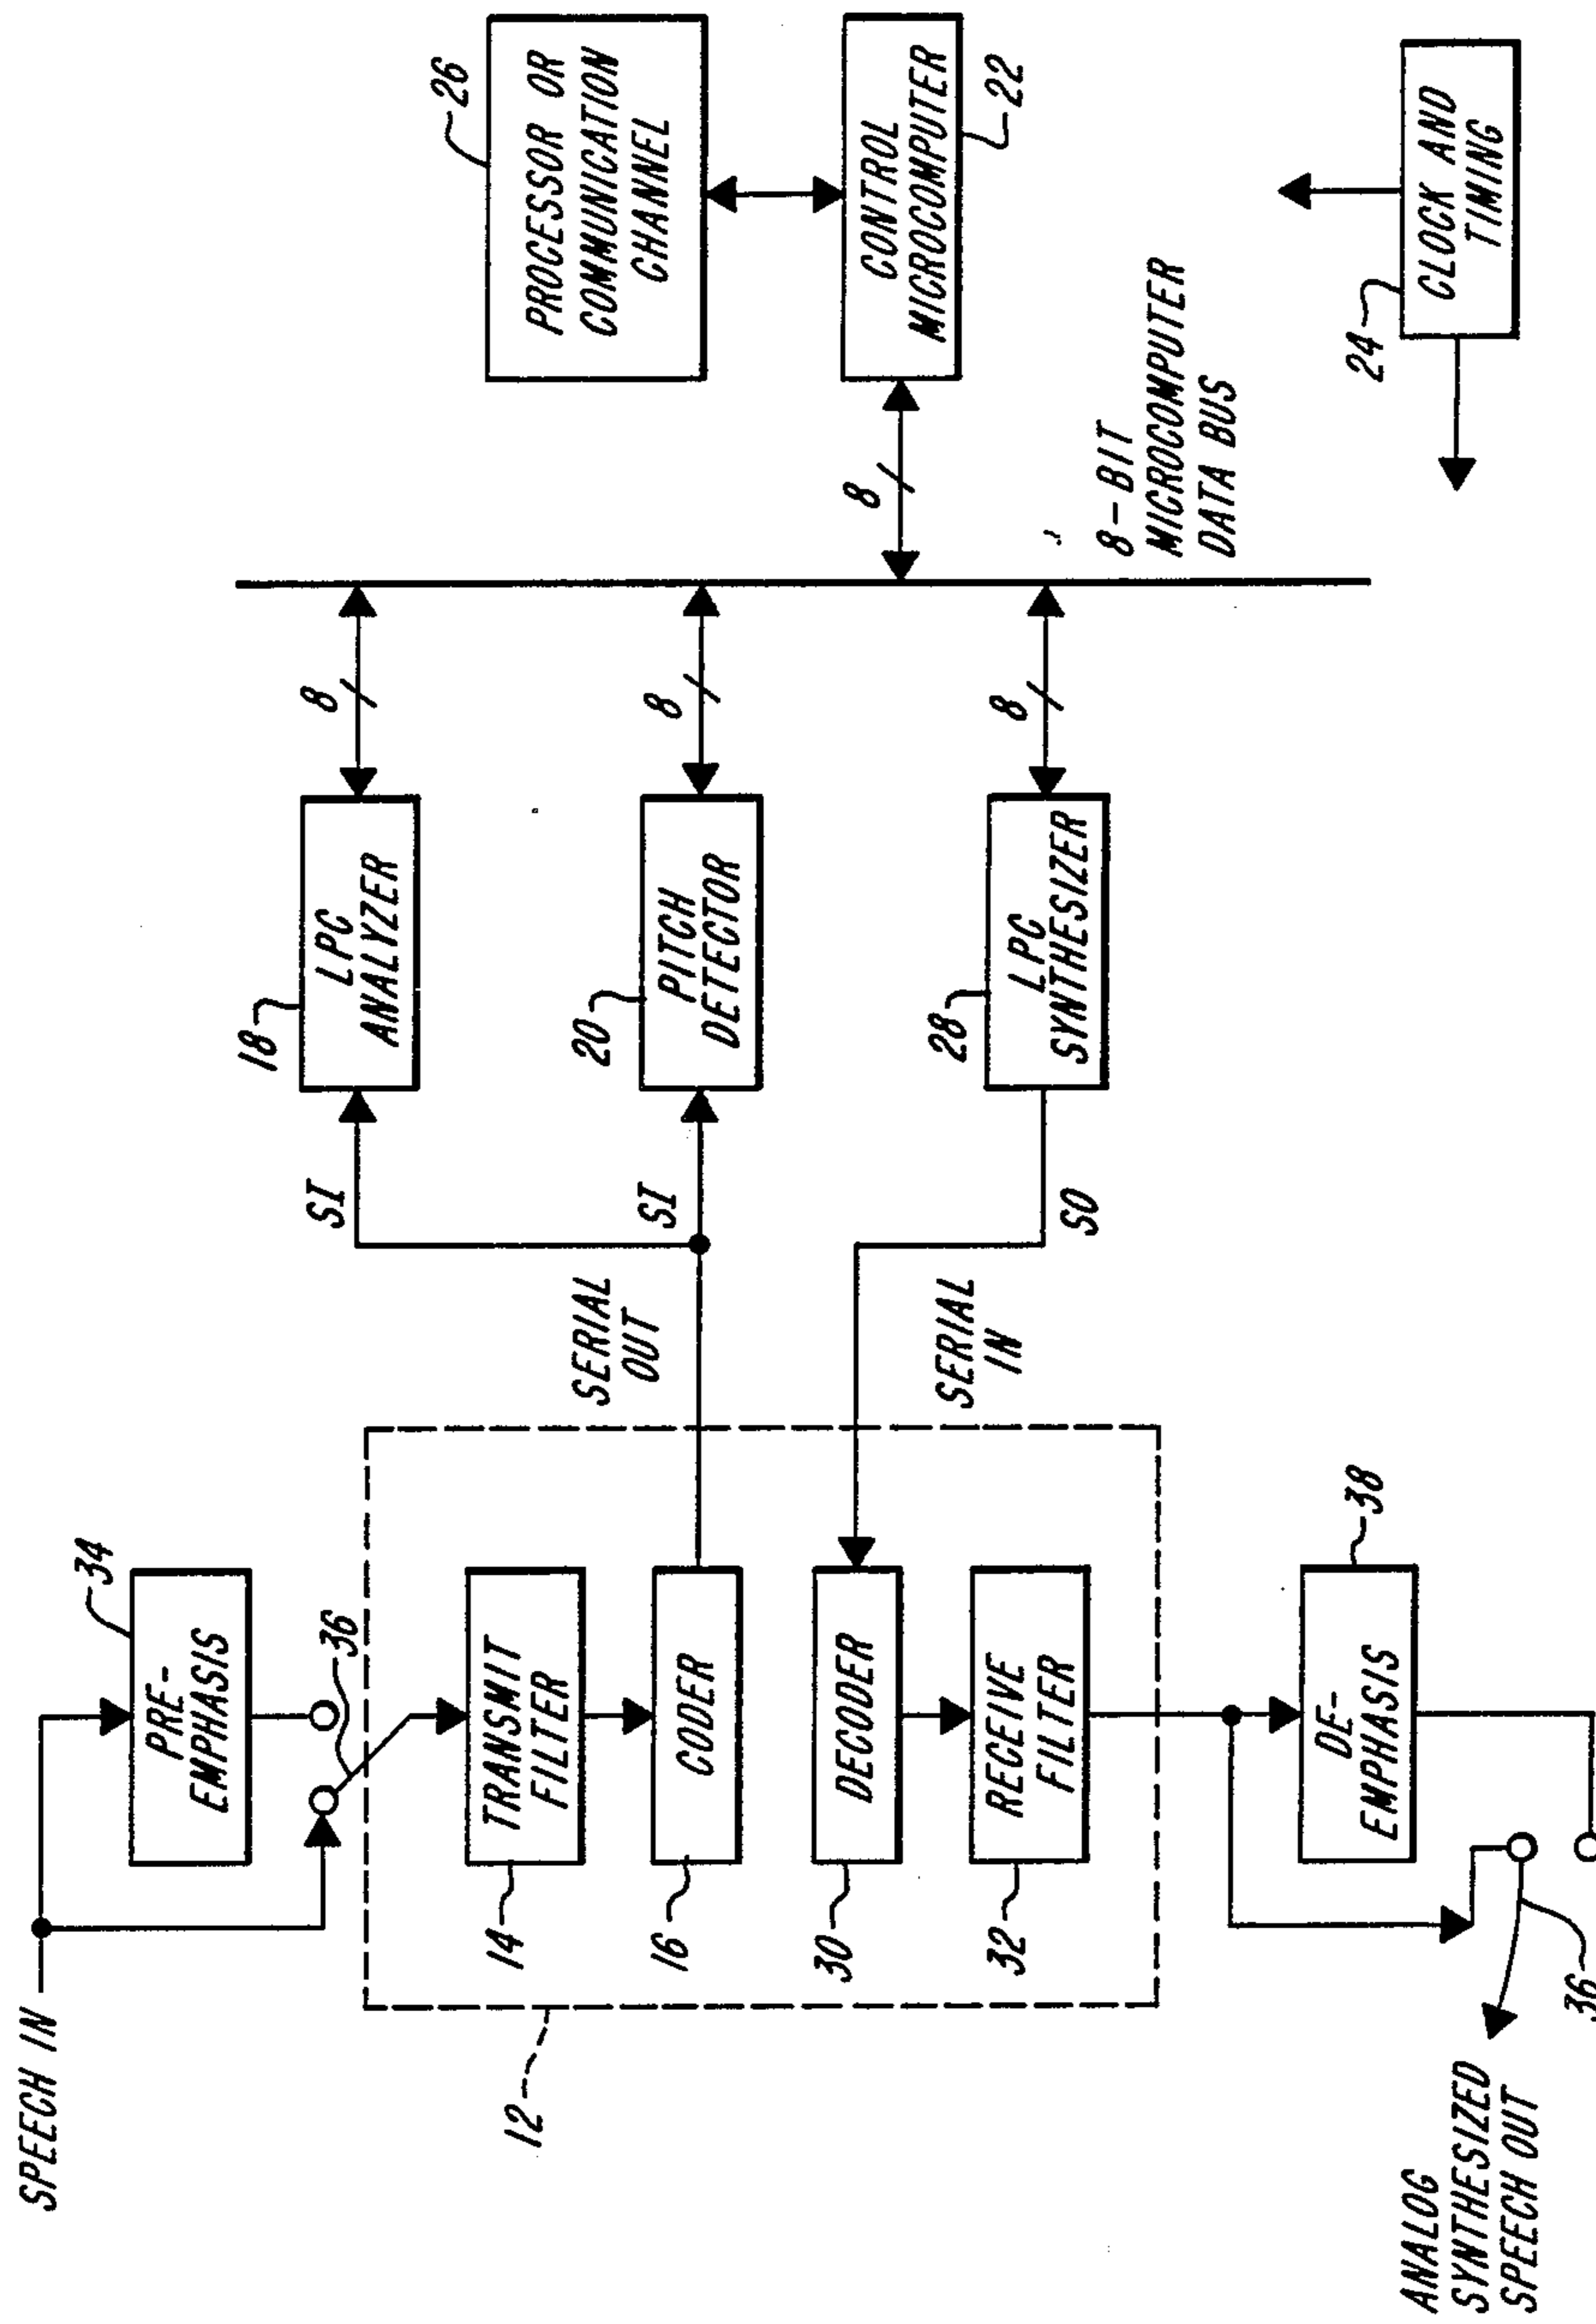 SPEECH IN
34
PRE-
EMPHASIS
36
12
14
TRANSMIT
FILTER
16
CODER
30
DECODER
32
RECEIVE
FILTER
38
DE-
EMPHASIS
36
ANALOG
SYNTHESIZED
SPEECH OUT
SERIAL
OUT
SERIAL
IN
SI
SI
SO
18
LPC
ANALYZER
20
PITCH
DETECTOR
28
LPC
SYNTHESIZER
8
8
8
8
8-BIT
MICROCOMPUTER
DATA BUS
26
PROCESSOR OR
COMMUNICATION
CHANNEL
CONTROL
MICROCOMPUTER
22
24
CLOCK AND
TIMING